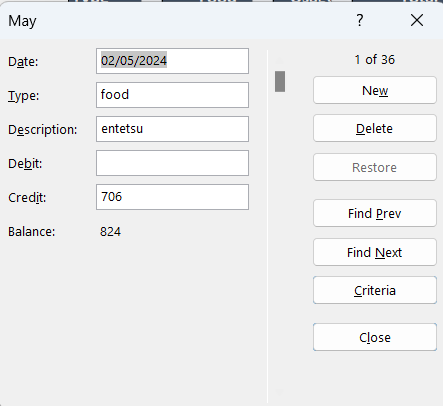 May
Date: 02/05/2024
Type: food
Description: entetsu
Debit:
Credit: 706
Balance: 824
1 of 36
New
Delete
Restore
Find Prev
Find Next
Criteria
Close